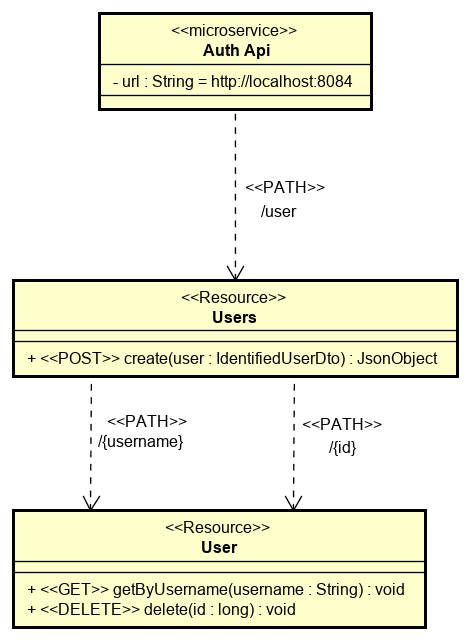 <<microservice>>
Auth Api
- url : String = http://localhost:8084
<<PATH>>
/user
<<Resource>>
Users
+ <<POST>> create(user : IdentifiedUserDto) : JsonObject
<<PATH>>
/{username}
<<PATH>>
/{id}
<<Resource>>
User
+ <<GET>> getByUsername(username : String) : void
+ <<DELETE>> delete(id : long) : void